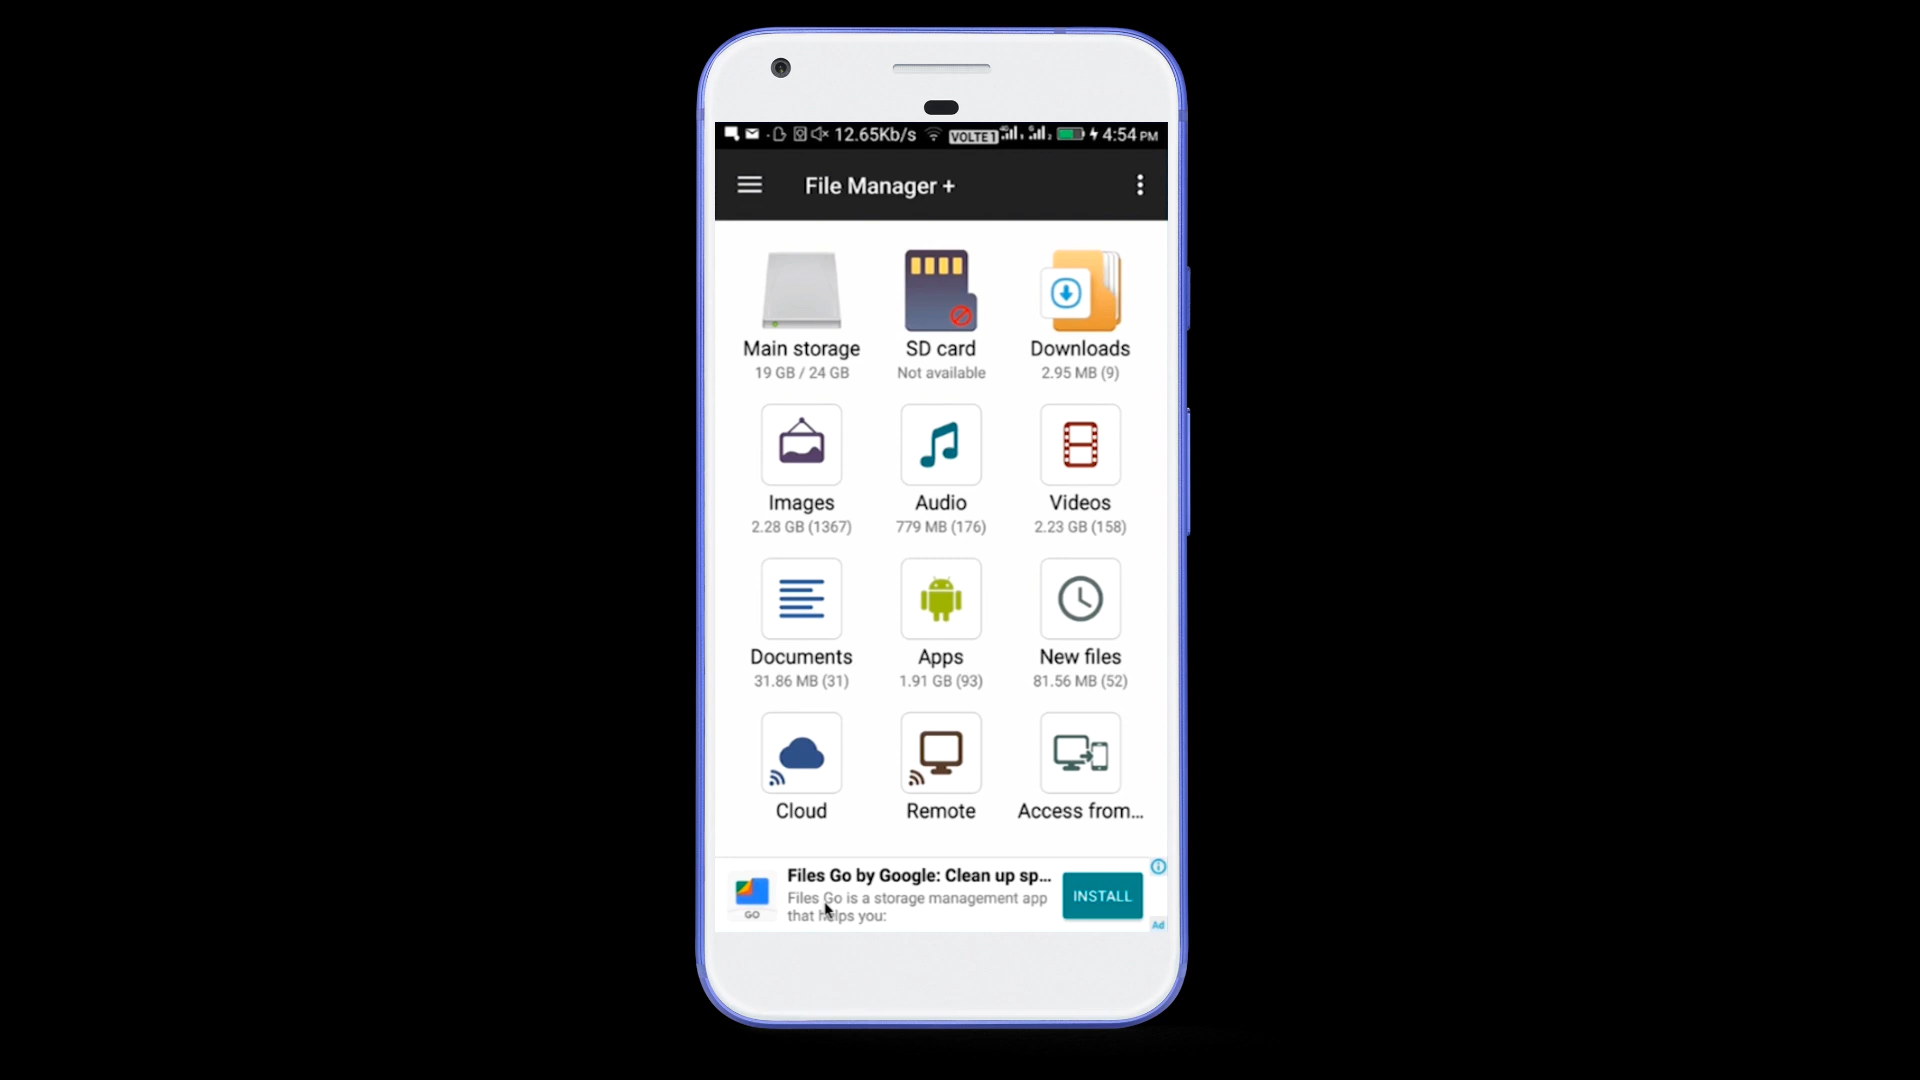 12.65Kb/s VOLTE1 4:54 PM
File Manager +
Main storage SD card Downloads
19 GB / 24 GB Not available 2.95 MB (9)
Images Audio Videos
2.28 GB (1367) 779 MB (176) 2.23 GB (158)
Documents Apps New files
31.86 MB (31) 1.91 GB (93) 81.56 MB (52)
Cloud Remote Access from...
Files Go by Google: Clean up sp...
Files Go is a storage management app
that helps you:
GO
INSTALL
Ad